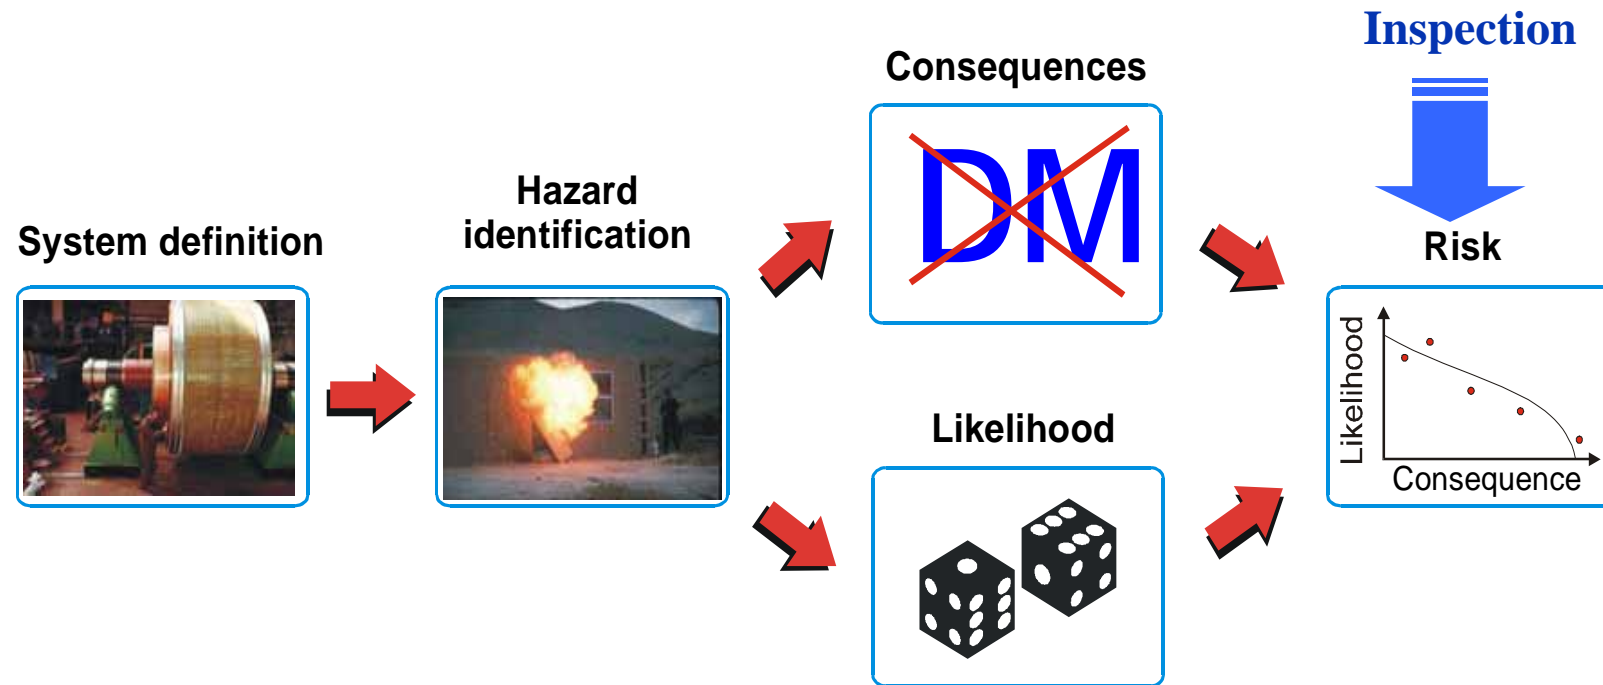 Inspection
Consequences
DM
Hazard
identification
System definition
Risk
Likelihood
Consequence
Likelihood